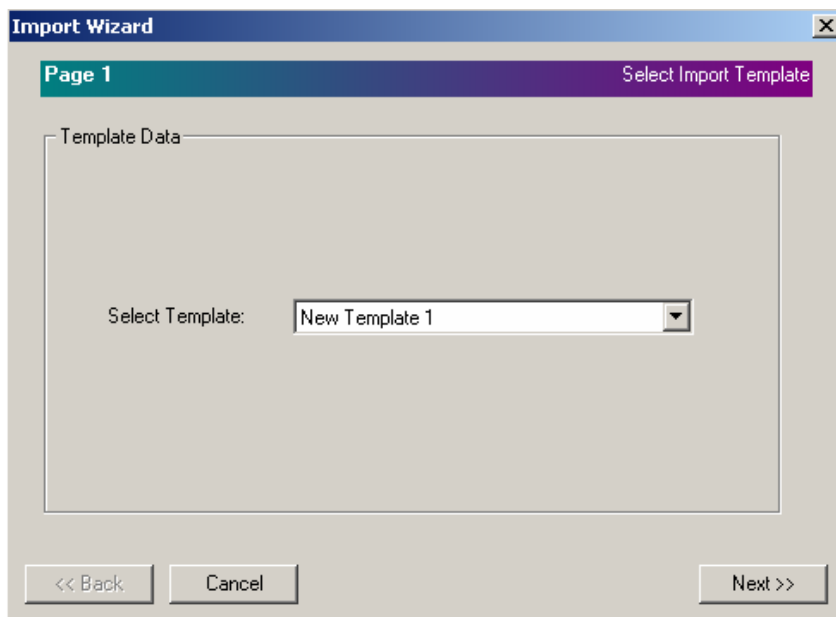 Import Wizard
Page 1 Select Import Template
Template Data
Select Template: New Template 1
<< Back Cancel Next >>